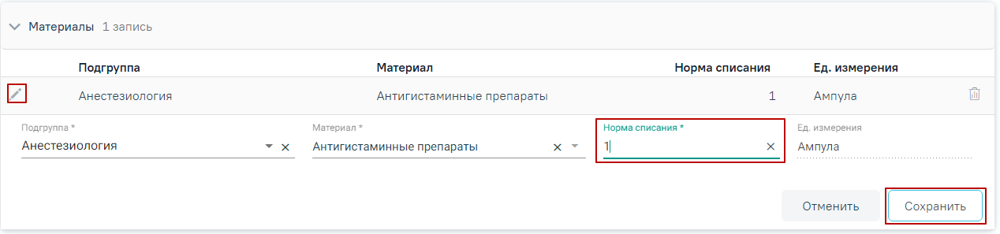 Материалы 1 запись
Подгруппа Материал Норма списания Ед. измерения
Анестезиология Антигистаминные препараты 1 Ампула
Подгруппа * Материал * Норма списания * Ед. измерения
Анестезиология Антигистаминные препараты 1 Ампула
Отменить Сохранить